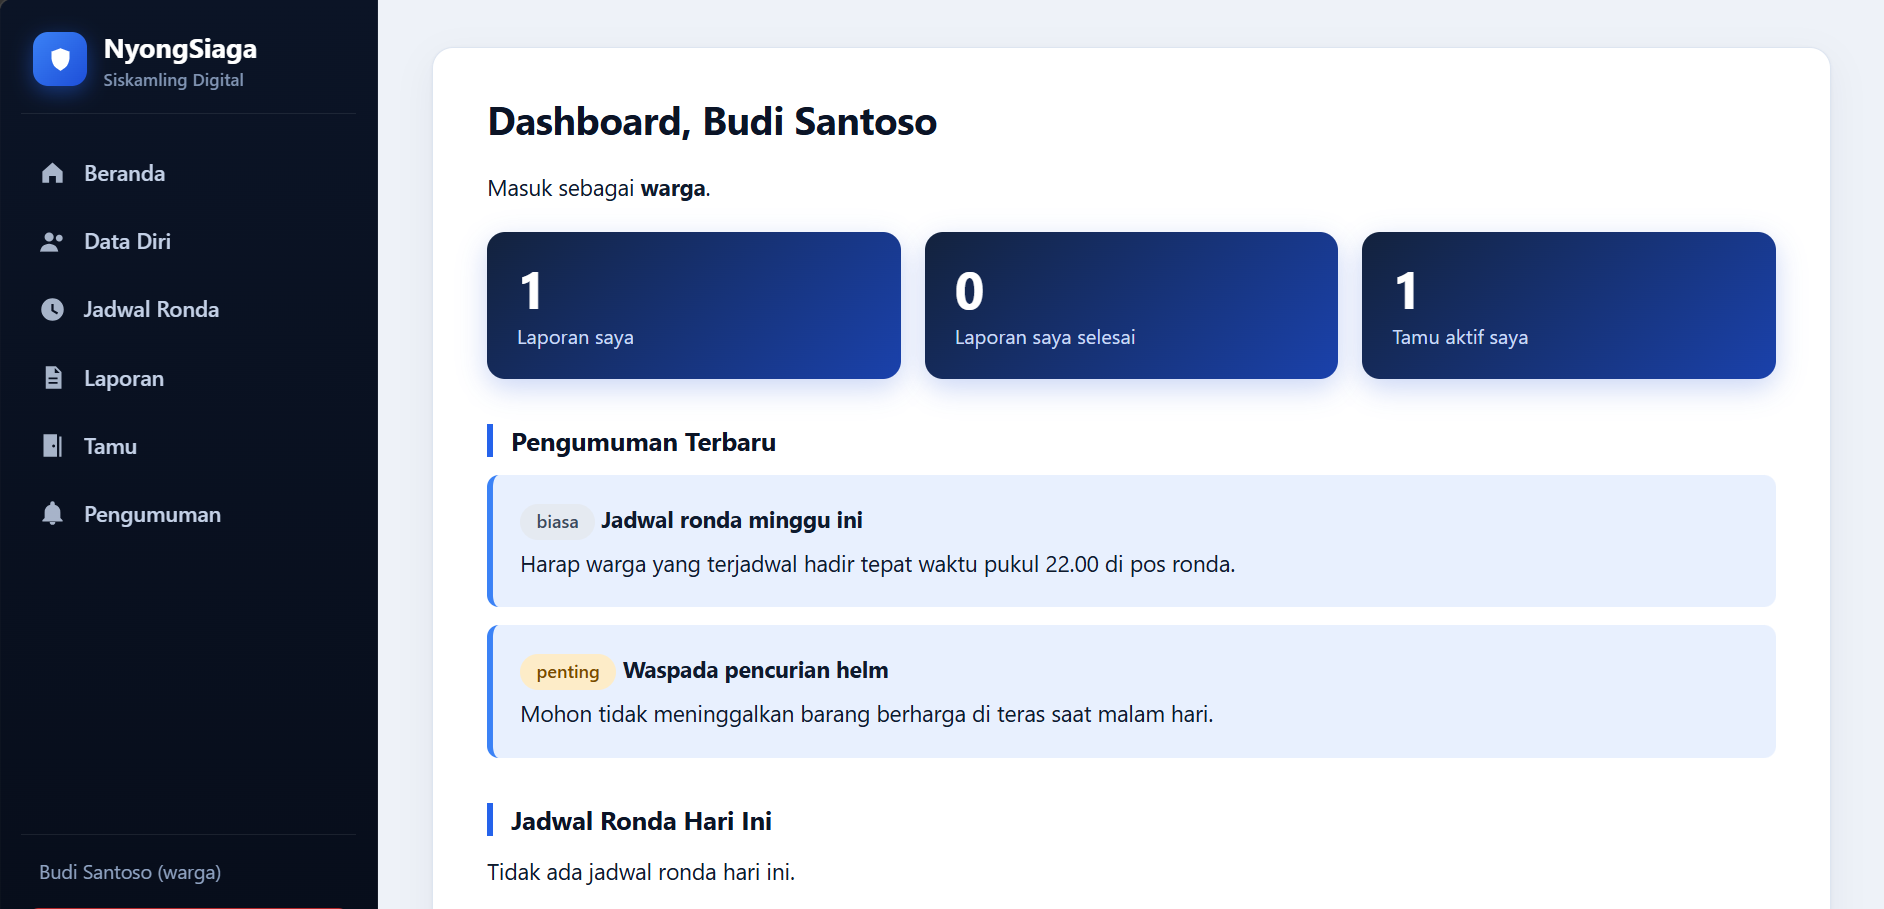 NyongSiaga
Siskamling Digital
Beranda
Data Diri
Jadwal Ronda
Laporan
Tamu
Pengumuman
Budi Santoso (warga)
Dashboard, Budi Santoso
Masuk sebagai warga.
1
Laporan saya
0
Laporan saya selesai
1
Tamu aktif saya
Pengumuman Terbaru
biasa Jadwal ronda minggu ini
Harap warga yang terjadwal hadir tepat waktu pukul 22.00 di pos ronda.
penting Waspada pencurian helm
Mohon tidak meninggalkan barang berharga di teras saat malam hari.
Jadwal Ronda Hari Ini
Tidak ada jadwal ronda hari ini.